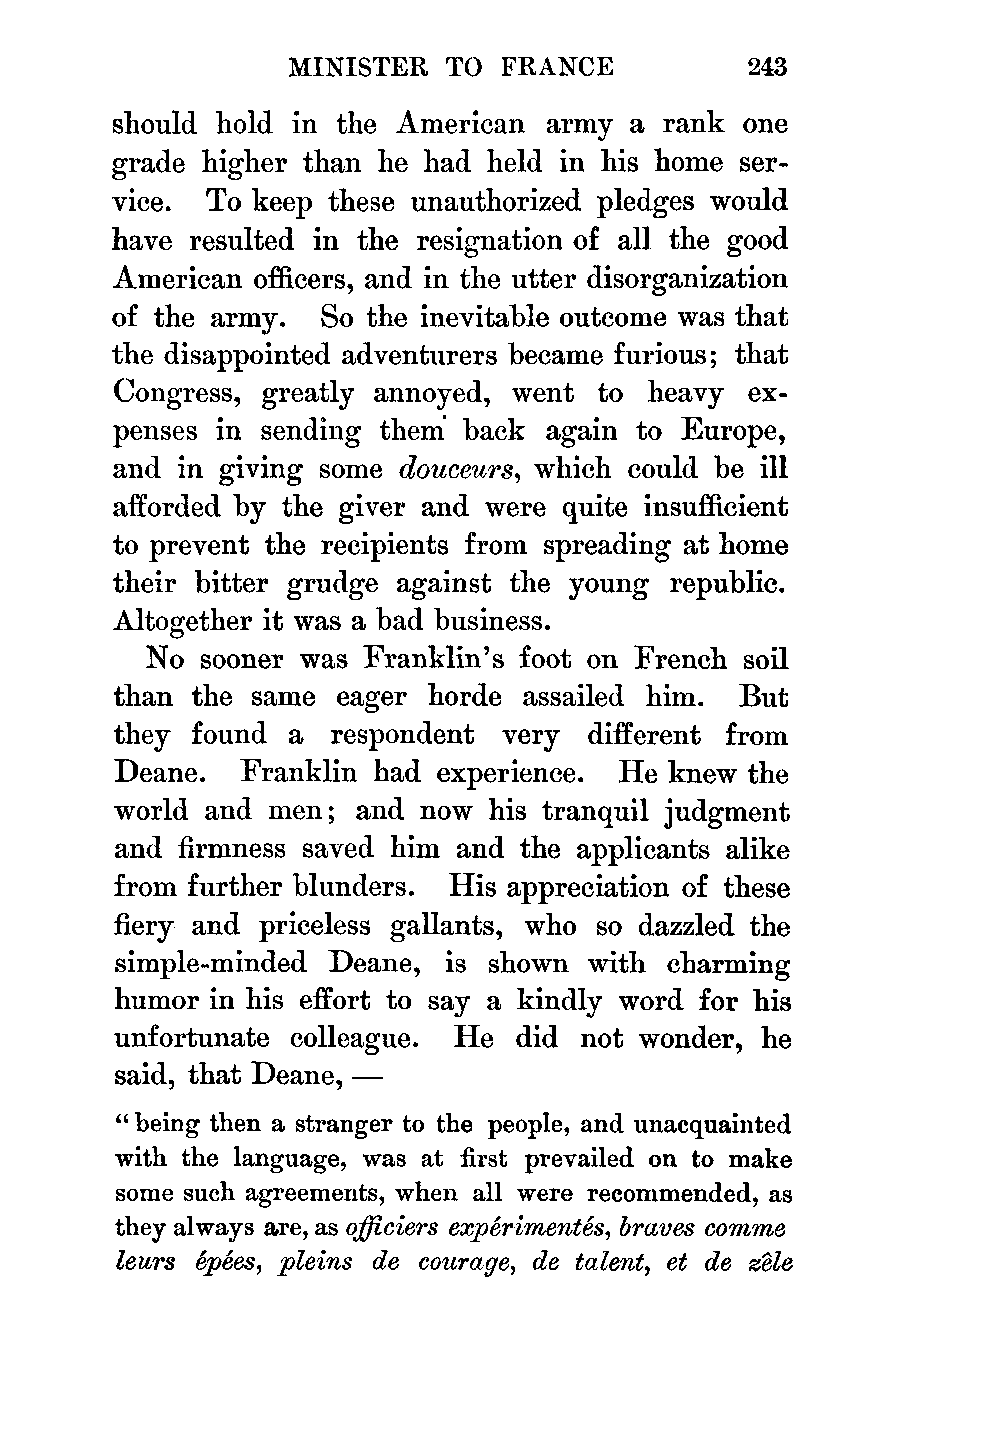 MINISTER TO FRANCE 243
should hold in the American army a rank one
grade higher than he had held in his home ser-
vice. To keep these unauthorized pledges would
have resulted in the resignation of all the good
American officers, and in the utter disorganization
of the army. So the inevitable outcome was that
the disappointed adventurers became furious; that
Congress, greatly annoyed, went to heavy ex-
penses in sending them back again to Europe,
and in giving some douceurs, which could be ill
afforded by the giver and were quite insufficient
to prevent the recipients from spreading at home
their bitter grudge against the young republic.
Altogether it was a bad business.
No sooner was Franklin's foot on French soil
than the same eager horde assailed him. But
they found a respondent very different from
Deane. Franklin had experience. He knew the
world and men; and now his tranquil judgment
and firmness saved him and the applicants alike
from further blunders. His appreciation of these
fiery and priceless gallants, who so dazzled the
simple-minded Deane, is shown with charming
humor in his effort to say a kindly word for his
unfortunate colleague. He did not wonder, he
said, that Deane, —
“being then a stranger to the people, and unacquainted
with the language, was at first prevailed on to make
some such agreements, when all were recommended, as
they always are, as officiers expérimentés, braves comme
leurs épées, pleins de courage, de talent, et de zêle